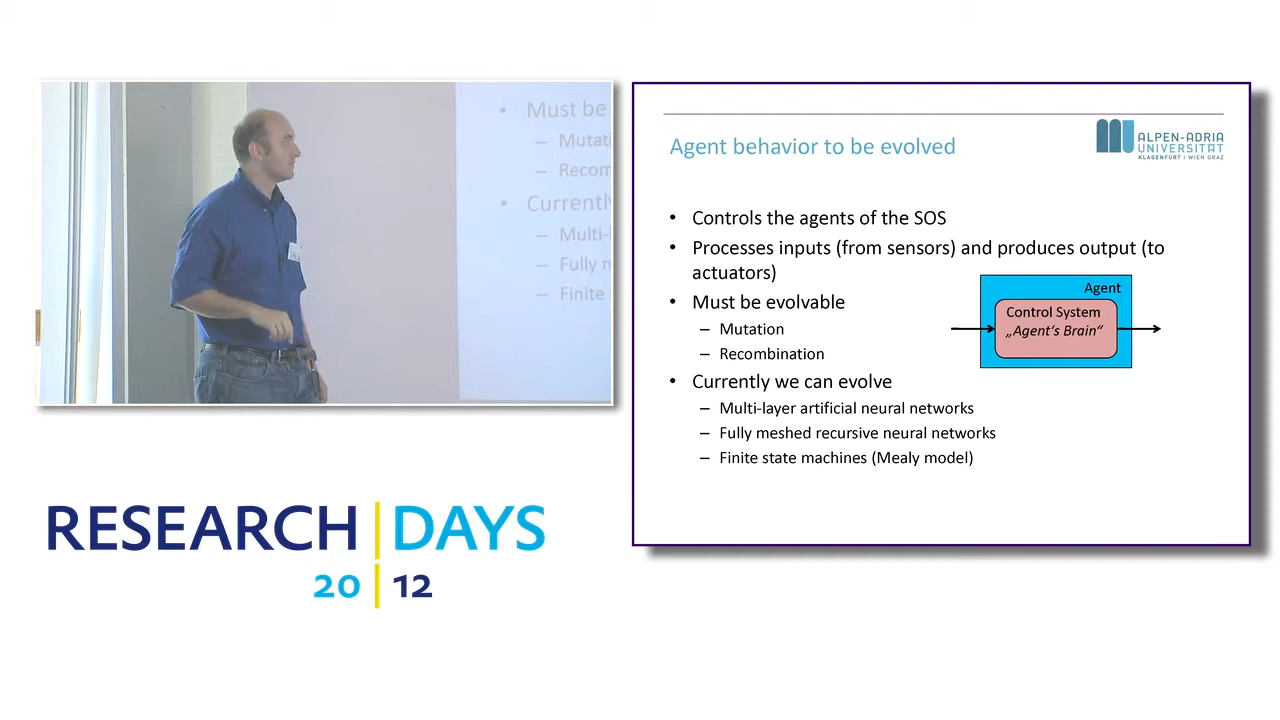 Must be
Mutati
Recom
Currently
Multi-l
Fully m
Finite
RESEARCH DAYS
20 12
ALPEN-ADRIA
UNIVERSITÄT
KLAGENFURT | WIEN GRAZ
Agent behavior to be evolved
• Controls the agents of the SOS
• Processes inputs (from sensors) and produces output (to
actuators)
• Must be evolvable
– Mutation
– Recombination
• Currently we can evolve
– Multi-layer artificial neural networks
– Fully meshed recursive neural networks
– Finite state machines (Mealy model)
Agent
Control System
„Agent's Brain“